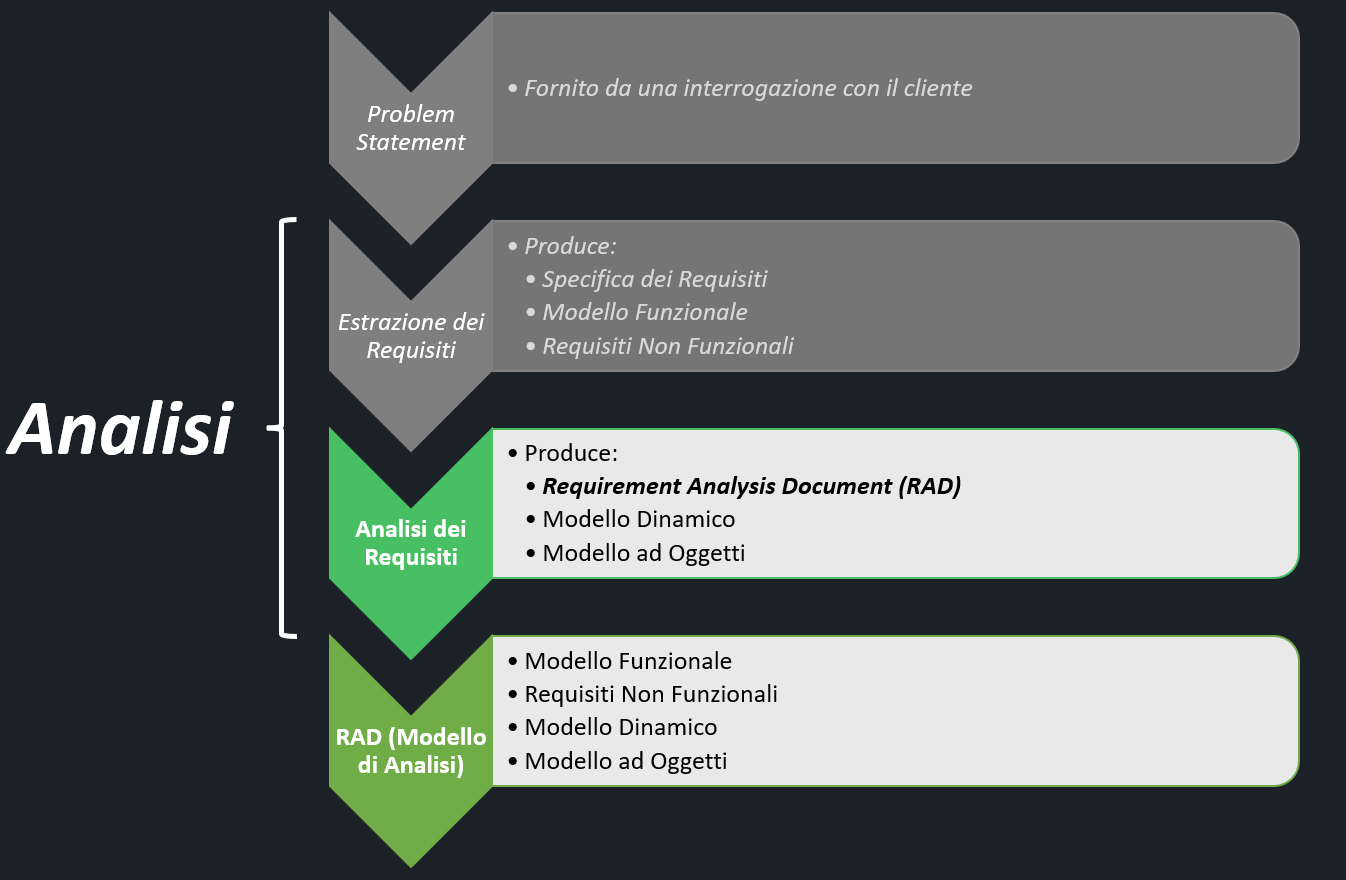 Problem
Statement
• Fornito da una interrogazione con il cliente
Analisi
Estrazione dei
Requisiti
• Produce:
• Specifica dei Requisiti
• Modello Funzionale
• Requisiti Non Funzionali
Analisi dei
Requisiti
• Produce:
• Requirement Analysis Document (RAD)
• Modello Dinamico
• Modello ad Oggetti
RAD (Modello
di Analisi)
• Modello Funzionale
• Requisiti Non Funzionali
• Modello Dinamico
• Modello ad Oggetti